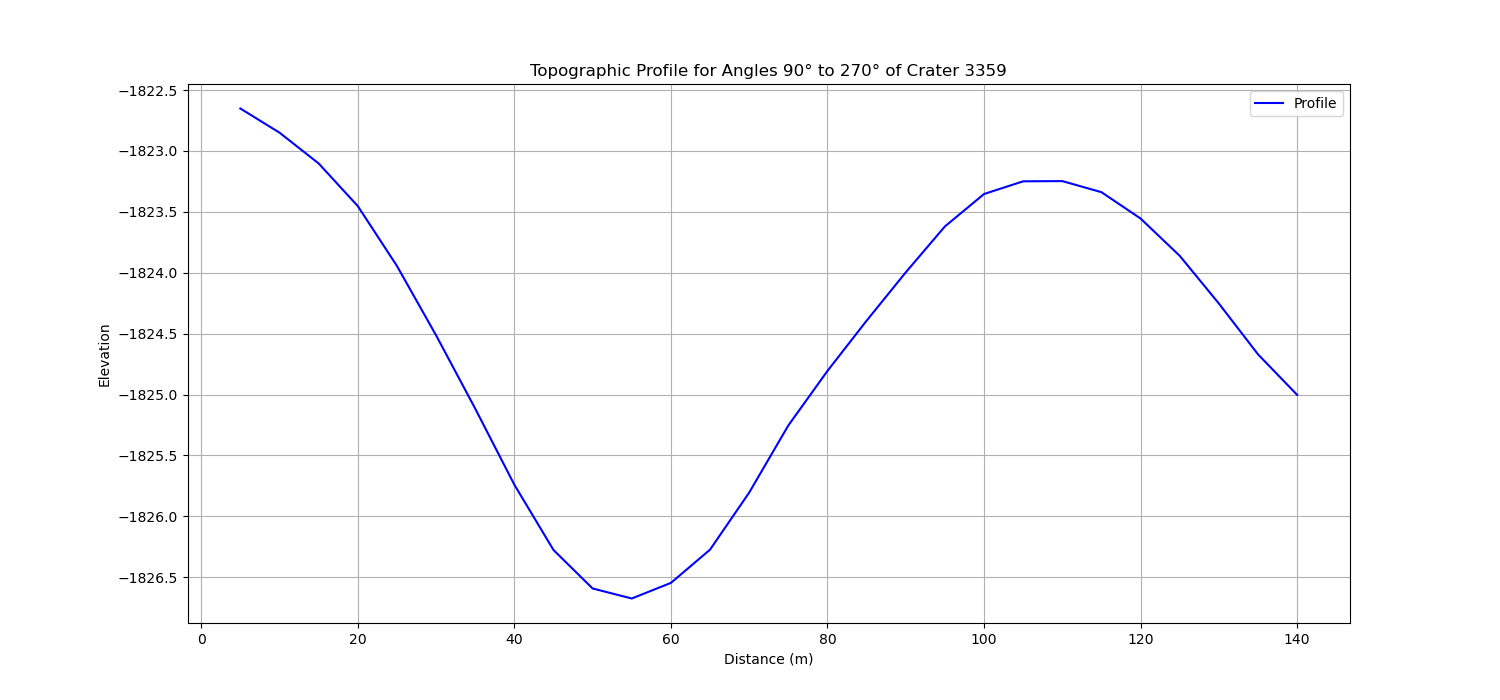 Topographic Profile for Angles 90° to 270° of Crater 3359
Profile
−1822.5
−1823.0
−1823.5
−1824.0
−1824.5
−1825.0
−1825.5
−1826.0
−1826.5
Elevation
0 20 40 60 80 100 120 140
Distance (m)